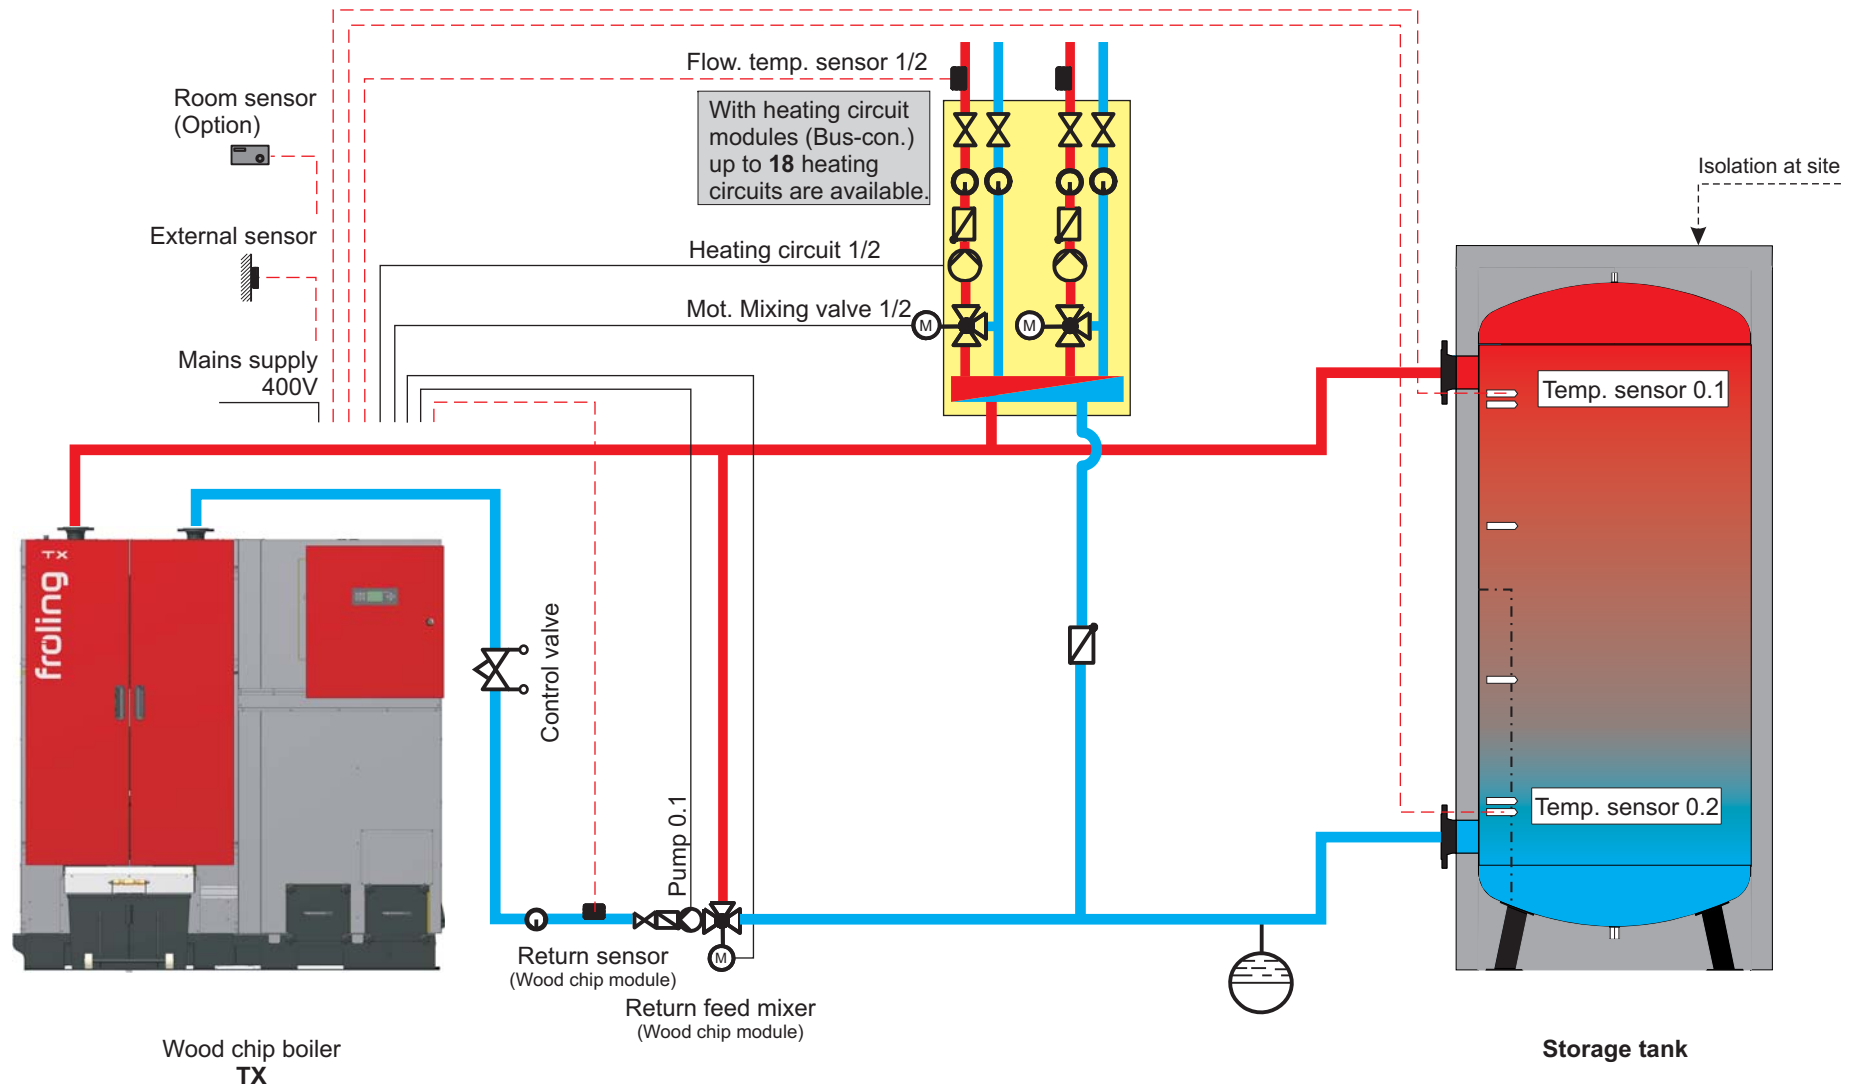 Flow. temp. sensor 1/2
Room sensor
(Option)
With heating circuit
modules (Bus-con.)
up to 18 heating
circuits are available.
Isolation at site
External sensor
Heating circuit 1/2
Mot. Mixing valve 1/2
M
M
Mains supply
400V
Temp. sensor 0.1
fröling
TX
Control valve
Pump 0.1
Temp. sensor 0.2
M
Return sensor
(Wood chip module)
Return feed mixer
(Wood chip module)
Wood chip boiler
TX
Storage tank